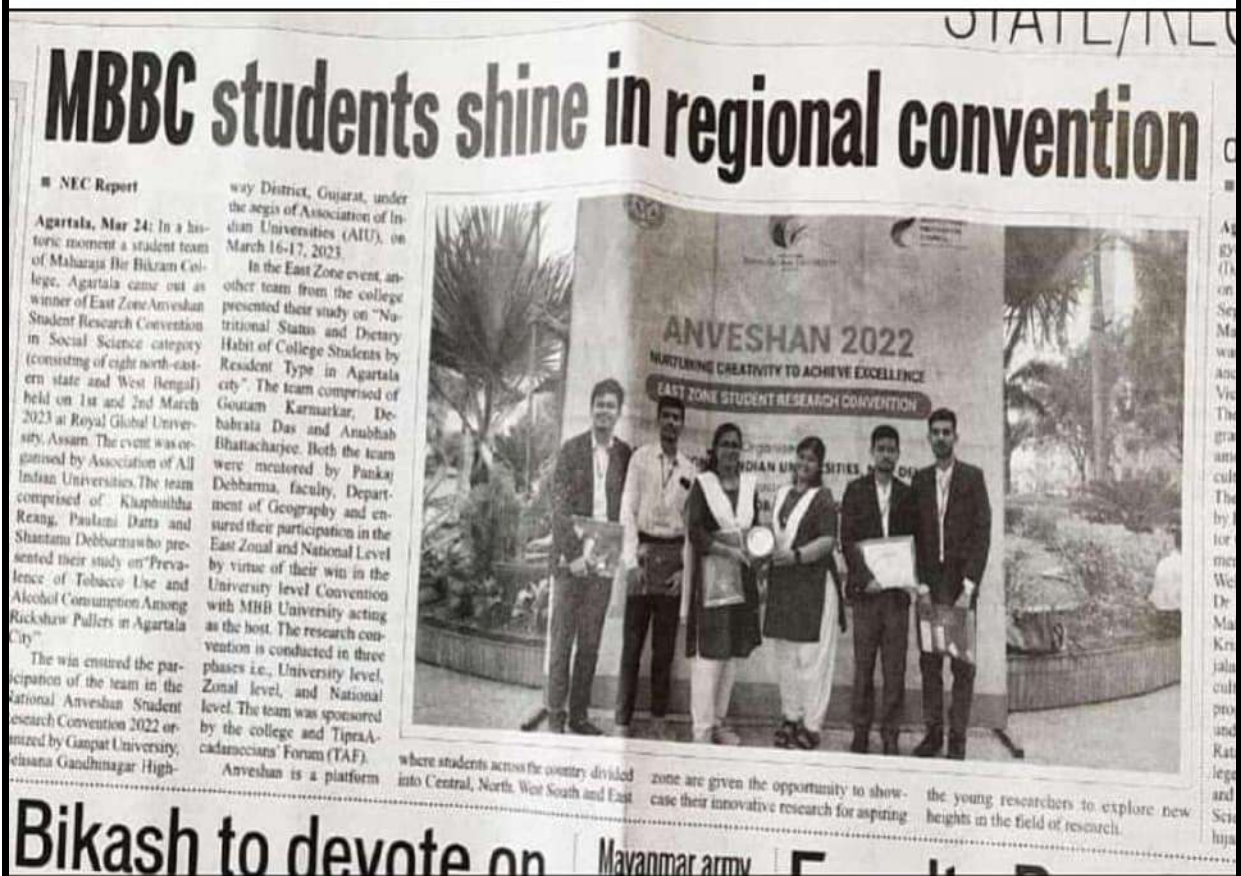 STATE/REG
MBBC students shine in regional convention
■ NEC Report
Agartala, Mar 24: In a his-
toric moment a student team
of Maharaja Bir Bikram Col-
lege, Agartala came out as
winner of East Zone Anveshan
Student Research Convention
in Social Science category
(consisting of eight north-east-
ern state and West Bengal)
held on 1st and 2nd March
2023 at Royal Global Univer-
sity, Assam. The event was or-
ganised by Association of All
Indian Universities. The team
comprised of Khaphuihha
Reang, Paulami Datta and
Shantanu Debbarmawho pre-
sented their study on "Preva-
lence of Tobacco Use and
Alcohol Consumption Among
Rickshaw Pullers in Agartala
City"
The win ensured the par-
icipation of the team in the
ational Anveshan Student
esearch Convention 2022 or-
anized by Ganpat University,
ehsana Gandhinagar High-
way District, Gujarat, under
the aegis of Association of In-
dian Universities (AIU), on
March 16-17, 2023.
In the East Zone event, an-
other team from the college
presented their study on "Nu-
tritional Status and Dietary
Habit of College Students by
Resident Type in Agartala
city". The team comprised of
Goutam Karmarkar, De-
babrata Das and Anubhab
Bhattacharjee. Both the team
were mentored by Pankaj
Debbarma, faculty, Depart-
ment of Geography and en-
sured their participation in the
East Zonal and National Level
by virtue of their win in the
University level Convention
with MBB University acting
as the host. The research con-
vention is conducted in three
phases i.e., University level,
Zonal level, and National
level. The team was sponsored
by the college and TipraA-
cadameccians' Forum (TAF).
Anveshan is a platform
where students across the country divided
into Central, North, West South and East
zone are given the opportunity to show-
case their innovative research for aspiring
the young researchers to explore new
heights in the field of research.
ANVESHAN 2022
NURTURING CREATIVITY TO ACHIEVE EXCELLENCE
EAST ZONE STUDENT RESEARCH CONVENTION
Organise
INDIAN UN SITIES, DEL
Bikash to devote on
Mayanmar army